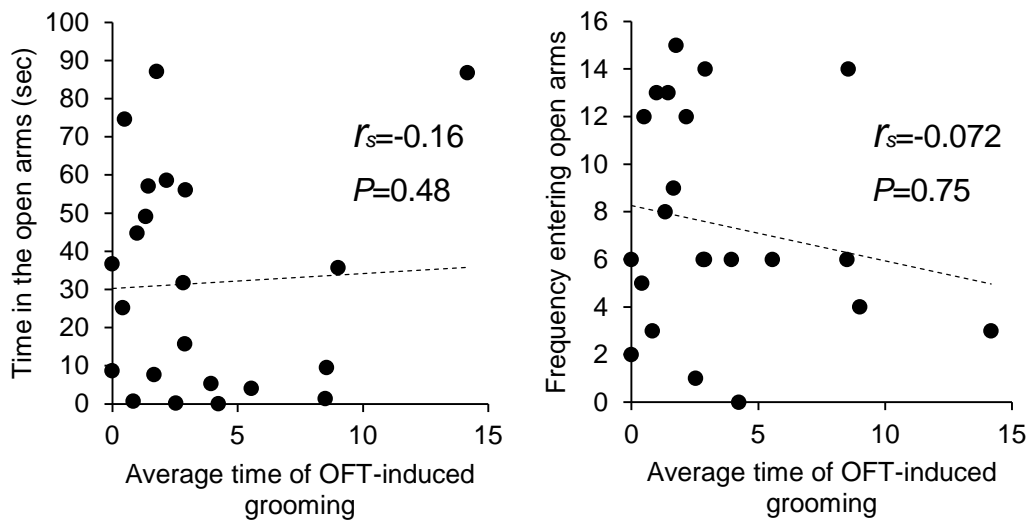 Time in the open arms (sec)
100
90
80
70
60
50
40
30
20
10
0
rs=-0.16
P=0.48
0 5 10 15
Average time of OFT-induced
grooming
Frequency entering open arms
16
14
12
10
8
6
4
2
0
rs=-0.072
P=0.75
0 5 10 15
Average time of OFT-induced
grooming